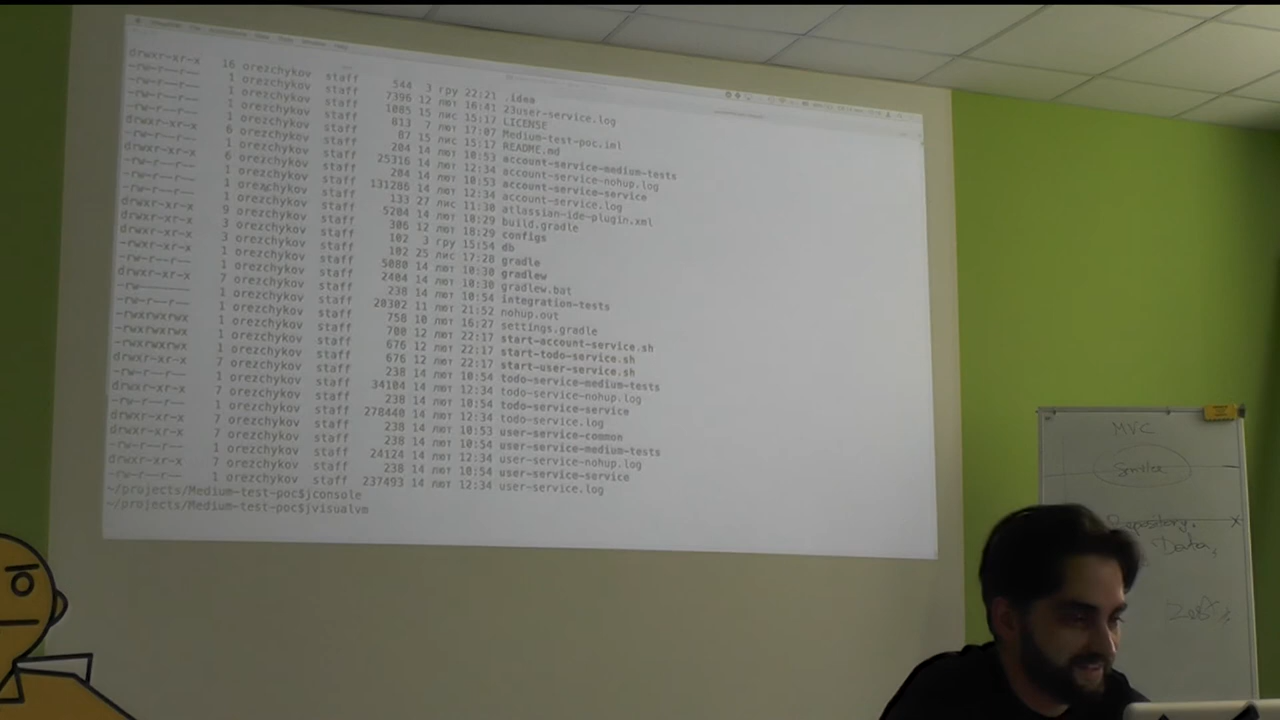 drwxr-xr-x 16 orezchykov staff 544 3 гру 22:21 .idea
-rw-r--r-- 1 orezchykov staff 7396 12 лют 16:41 23user-service.log
-rw-r--r-- 1 orezchykov staff 1085 15 лис 15:17 LICENSE
-rw-r--r-- 1 orezchykov staff 813 7 лют 17:07 Medium-test-poc.iml
-rw-r--r-- 1 orezchykov staff 87 15 лис 15:17 README.md
drwxr-xr-x 6 orezchykov staff 204 14 лют 10:53 account-service-medium-tests
1 orezchykov staff 25316 14 лют 12:34 account-service-nohup.log
drwxr-xr-x 6 orezchykov staff 204 14 лют 10:53 account-service-service
1 orezchykov staff 131286 14 лют 12:34 account-service.log
1 orezchykov staff 133 27 лис 11:30 atlassian-ide-plugin.xml
1 orezchykov staff 5204 14 лют 18:29 build.gradle
drwxr-xr-x 9 orezchykov staff 306 12 лют 18:29 configs
drwxr-xr-x 3 orezchykov staff 102 3 гру 15:54 db
drwxr-xr-x 3 orezchykov staff 102 25 лис 17:28 gradle
1 orezchykov staff 5080 14 лют 10:30 gradlew
1 orezchykov staff 2404 14 лют 10:30 gradlew.bat
drwxr-xr-x 7 orezchykov staff 238 14 лют 10:54 integration-tests
-rw------- 1 orezchykov staff 20302 11 лют 21:52 nohup.out
-rw-r--r-- 1 orezchykov staff 758 10 лют 16:27 settings.gradle
-rwxrwxrwx 1 orezchykov staff 700 12 лют 22:17 start-account-service.sh
-rwxrwxrwx 1 orezchykov staff 676 12 лют 22:17 start-todo-service.sh
-rwxrwxrwx 1 orezchykov staff 676 12 лют 22:17 start-user-service.sh
drwxr-xr-x 7 orezchykov staff 238 14 лют 10:54 todo-service-medium-tests
-rw-r--r-- 1 orezchykov staff 34104 14 лют 12:34 todo-service-nohup.log
drwxr-xr-x 7 orezchykov staff 238 14 лют 10:54 todo-service-service
-rw-r--r-- 1 orezchykov staff 278440 14 лют 12:34 todo-service.log
drwxr-xr-x 7 orezchykov staff 238 14 лют 10:53 user-service-common
drwxr-xr-x 7 orezchykov staff 238 14 лют 10:54 user-service-medium-tests
-rw-r--r-- 1 orezchykov staff 24124 14 лют 12:34 user-service-nohup.log
drwxr-xr-x 7 orezchykov staff 238 14 лют 10:54 user-service-service
-rw-r--r-- 1 orezchykov staff 237493 14 лют 12:34 user-service.log
~/projects/Medium-test-poc$jconsole
~/projects/Medium-test-poc$jvisualvm
MVC
Service
Repository.
Data,